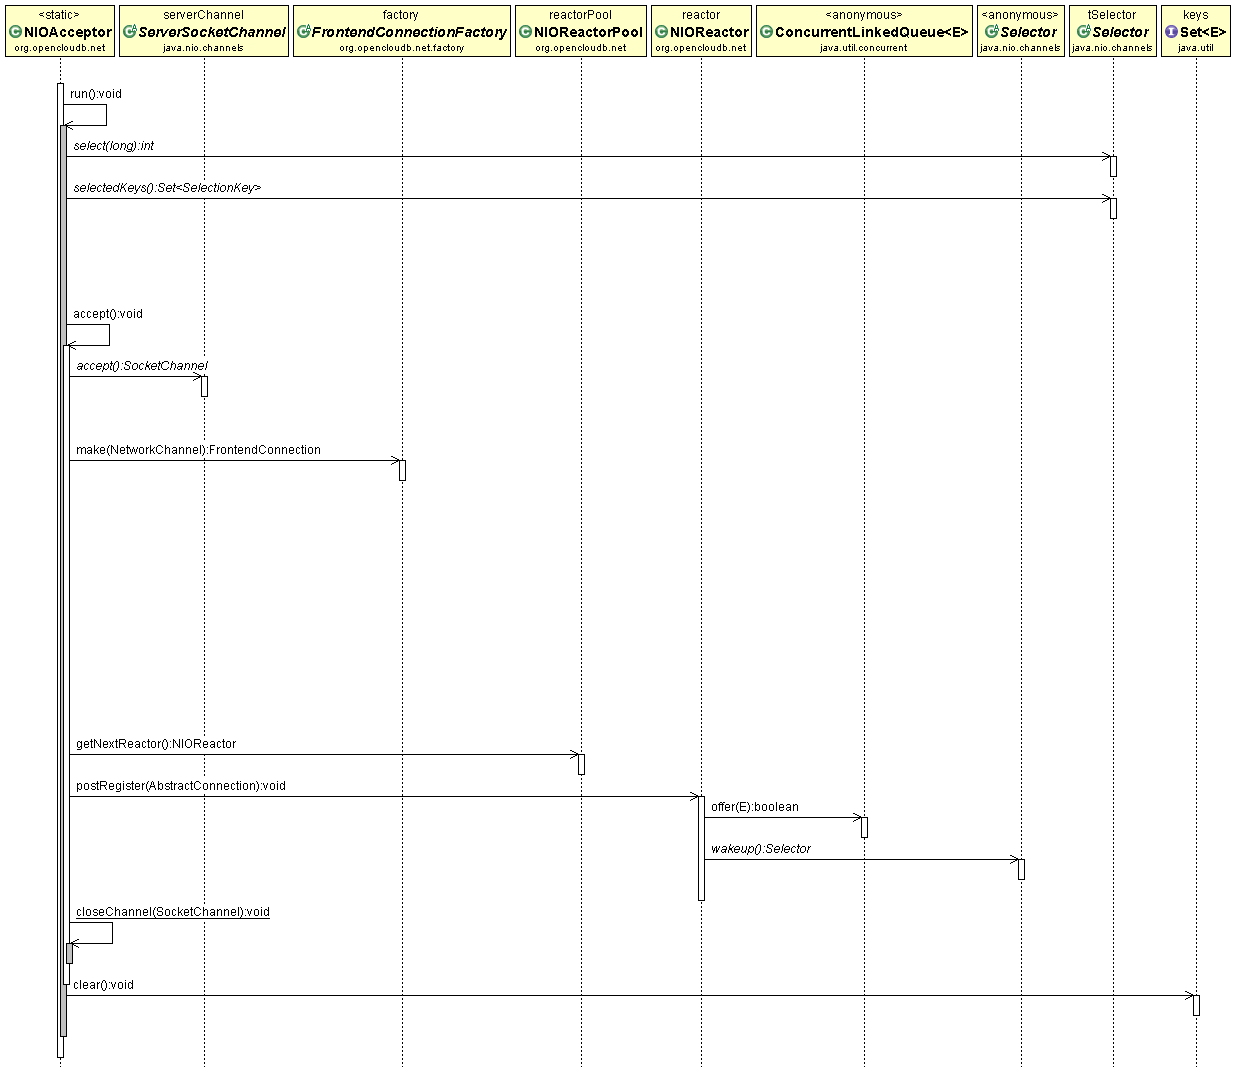 <static>
NIOAcceptor
org.opencloudb.net
serverChannel
ServerSocketChannel
java.nio.channels
factory
FrontendConnectionFactory
org.opencloudb.net.factory
reactorPool
NIOReactorPool
org.opencloudb.net
reactor
NIOReactor
org.opencloudb.net
<anonymous>
ConcurrentLinkedQueue<E>
java.util.concurrent
<anonymous>
Selector
java.nio.channels
tSelector
Selector
java.nio.channels
keys
Set<E>
java.util
run():void
select(long):int
selectedKeys():Set<SelectionKey>
accept():void
accept():SocketChannel
make(NetworkChannel):FrontendConnection
getNextReactor():NIOReactor
postRegister(AbstractConnection):void
offer(E):boolean
wakeup():Selector
closeChannel(SocketChannel):void
clear():void